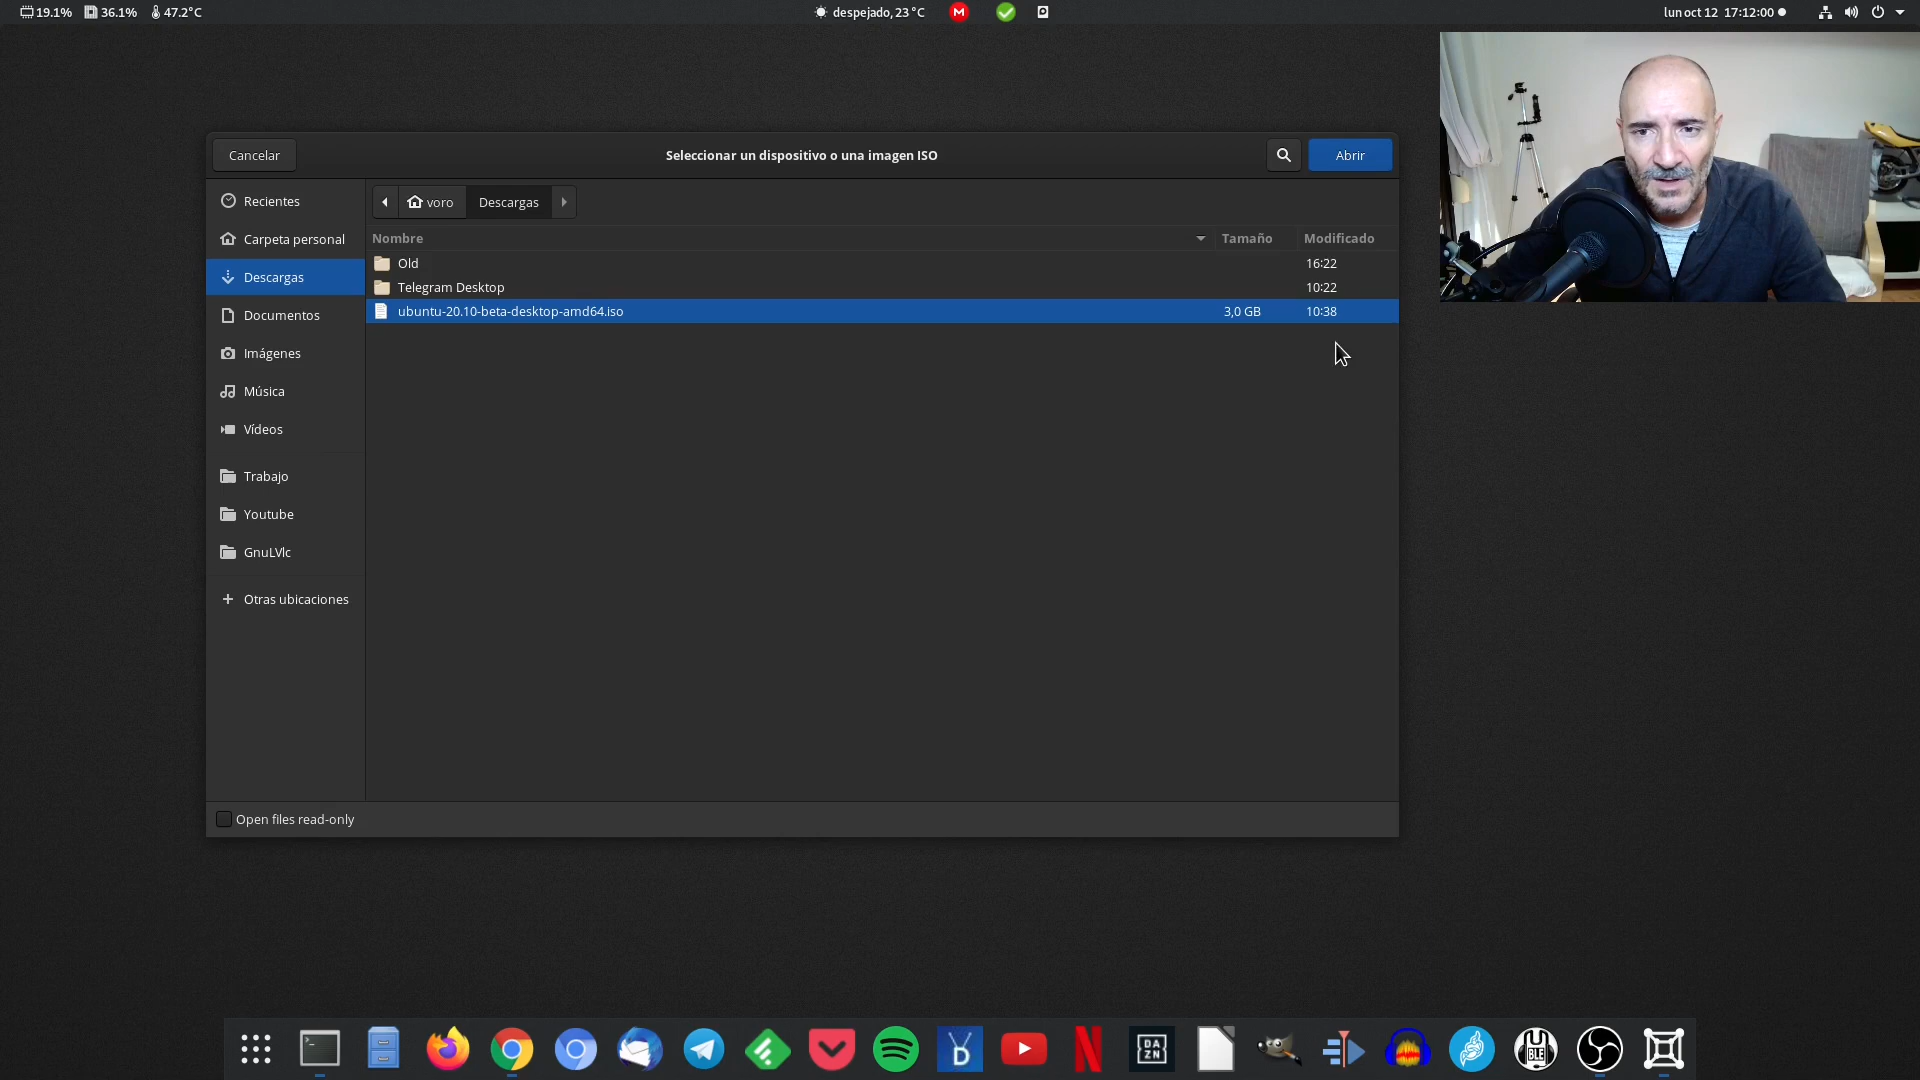 19.1% 36.1% 47.2°C despejado, 23 °C M lun oct 12 17:12:00
Cancelar Seleccionar un dispositivo o una imagen ISO Abrir
Recientes
Carpeta personal
Descargas
Documentos
Imágenes
Música
Vídeos
Trabajo
Youtube
GnuLVlc
Otras ubicaciones
voro Descargas
Nombre Tamaño Modificado
Old 16:22
Telegram Desktop 10:22
ubuntu-20.10-beta-desktop-amd64.iso 3,0 GB 10:38
Open files read-only
D
N
DA
ZN
BLE